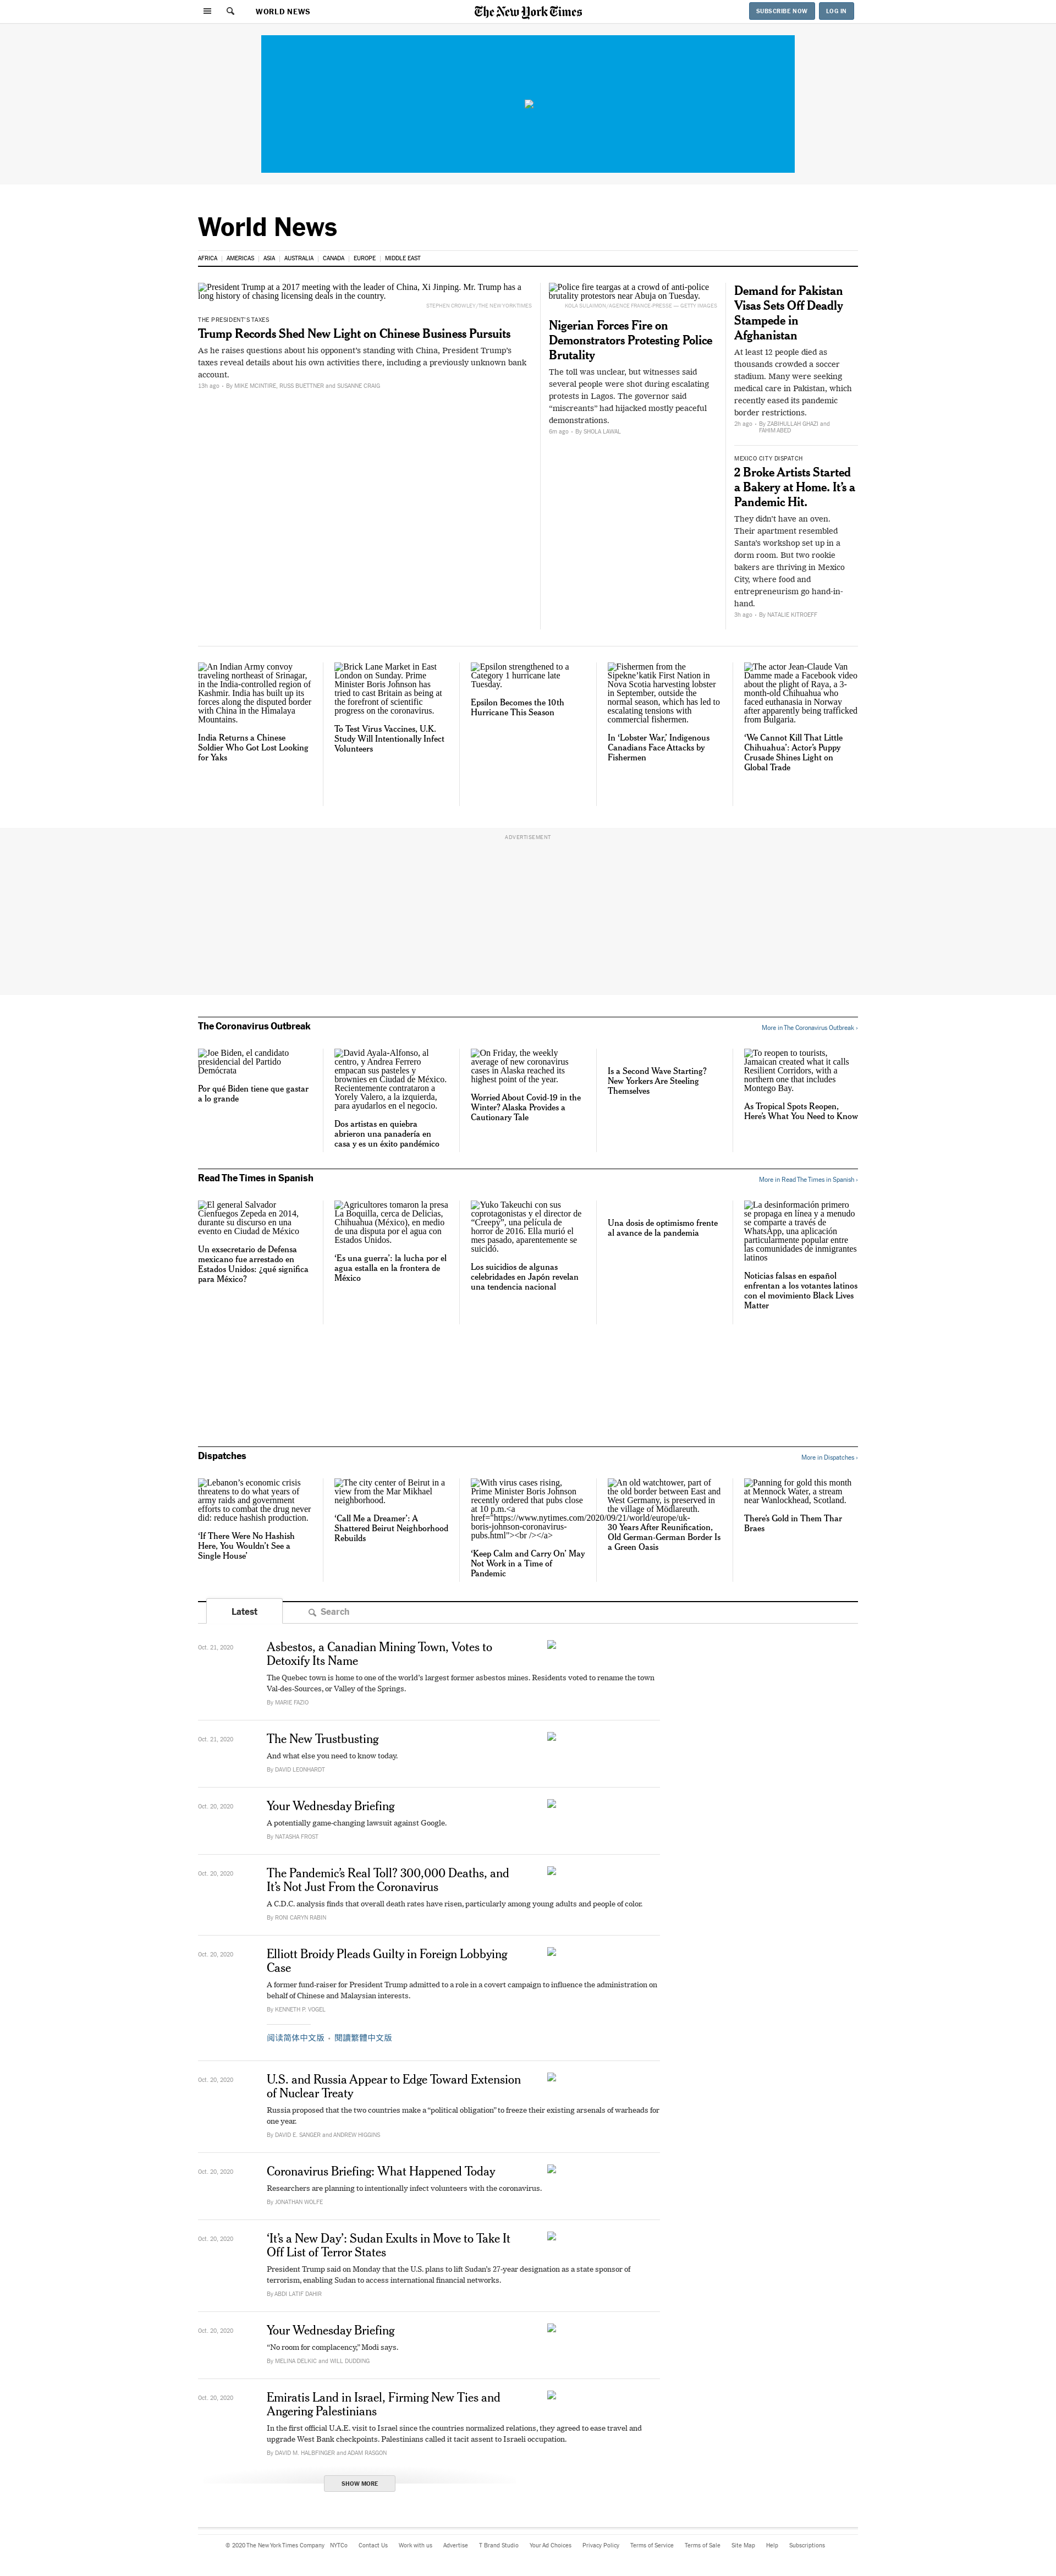 WORLD NEWS
The New York Times
SUBSCRIBE NOW
LOG IN
World News
AFRICA
AMERICAS
ASIA
AUSTRALIA
CANADA
EUROPE
MIDDLE EAST
President Trump at a 2017 meeting with the leader of China, Xi Jinping. Mr. Trump has a
long history of chasing licensing deals in the country.
STEPHEN CROWLEY/THE NEW YORK TIMES
THE PRESIDENT'S TAXES
Trump Records Shed New Light on Chinese Business Pursuits
As he raises questions about his opponent's standing with China, President Trump's
taxes reveal details about his own activities there, including a previously unknown bank
account.
13h ago - By MIKE MCINTIRE, RUSS BUETTNER and SUSANNE CRAIG
Police fire teargas at a crowd of anti-police
brutality protestors near Abuja on Tuesday.
KOLA SULAIMON/AGENCE FRANCE-PRESSE — GETTY IMAGES
Nigerian Forces Fire on
Demonstrators Protesting Police
Brutality
The toll was unclear, but witnesses said
several people were shot during escalating
protests in Lagos. The governor said
“miscreants” had hijacked mostly peaceful
demonstrations.
6m ago - By SHOLA LAWAL
Demand for Pakistan
Visas Sets Off Deadly
Stampede in
Afghanistan
At least 12 people died as
thousands crowded a soccer
stadium. Many were seeking
medical care in Pakistan, which
recently eased its pandemic
border restrictions.
2h ago - By ZABIHULLAH GHAZI and
FAHIM ABED
MEXICO CITY DISPATCH
2 Broke Artists Started
a Bakery at Home. It’s a
Pandemic Hit.
They didn’t have an oven.
Their apartment resembled
Santa’s workshop set up in a
dorm room. But two rookie
bakers are thriving in Mexico
City, where food and
entrepreneurism go hand-in-
hand.
3h ago - By NATALIE KITROEFF
An Indian Army convoy
traveling northeast of Srinagar,
in the India-controlled region of
Kashmir. India has built up its
forces along the disputed border
with China in the Himalaya
Mountains.
India Returns a Chinese
Soldier Who Got Lost Looking
for Yaks
Brick Lane Market in East
London on Sunday. Prime
Minister Boris Johnson has
tried to cast Britain as being at
the forefront of scientific
progress on the coronavirus.
To Test Virus Vaccines, U.K.
Study Will Intentionally Infect
Volunteers
Epsilon strengthened to a
Category 1 hurricane late
Tuesday.
Epsilon Becomes the 10th
Hurricane This Season
Fishermen from the
Sipekne’katik First Nation in
Nova Scotia harvesting lobster
in September, outside the
normal season, which has led to
escalating tensions with
commercial fishermen.
In ‘Lobster War,’ Indigenous
Canadians Face Attacks by
Fishermen
The actor Jean-Claude Van
Damme made a Facebook video
about the plight of Raya, a 3-
month-old Chihuahua who
faced euthanasia in Norway
after apparently being trafficked
from Bulgaria.
‘We Cannot Kill That Little
Chihuahua’: Actor’s Puppy
Crusade Shines Light on
Global Trade
ADVERTISEMENT
The Coronavirus Outbreak
More in The Coronavirus Outbreak ›
Joe Biden, el candidato
presidencial del Partido
Demócrata
Por qué Biden tiene que gastar
a lo grande
David Ayala-Alfonso, al
centro, y Andrea Ferrero
empacan sus pasteles y
brownies en Ciudad de México.
Recientemente contrataron a
Yorely Valero, a la izquierda,
para ayudarlos en el negocio.
Dos artistas en quiebra
abrieron una panadería en
casa y es un éxito pandémico
On Friday, the weekly
average of new coronavirus
cases in Alaska reached its
highest point of the year.
Worried About Covid-19 in the
Winter? Alaska Provides a
Cautionary Tale
Is a Second Wave Starting?
New Yorkers Are Steeling
Themselves
To reopen to tourists,
Jamaican created what it calls
Resilient Corridors, with a
northern one that includes
Montego Bay.
As Tropical Spots Reopen,
Here’s What You Need to Know
Read The Times in Spanish
More in Read The Times in Spanish ›
El general Salvador
Cienfuegos Zepeda en 2014,
durante su discurso en una
evento en Ciudad de México
Un exsecretario de Defensa
mexicano fue arrestado en
Estados Unidos: ¿qué significa
para México?
Agricultores tomaron la presa
La Boquilla, cerca de Delicias,
Chihuahua (México), en medio
de una disputa por el agua con
Estados Unidos.
‘Es una guerra’: la lucha por el
agua estalla en la frontera de
México
Yuko Takeuchi con sus
coprotagonistas y el director de
“Creepy”, una película de
horror de 2016. Ella murió el
mes pasado, aparentemente se
suicidó.
Los suicidios de algunas
celebridades en Japón revelan
una tendencia nacional
Una dosis de optimismo frente
al avance de la pandemia
La desinformación primero
se propaga en línea y a menudo
se comparte a través de
WhatsApp, una aplicación
particularmente popular entre
las comunidades de inmigrantes
latinos
Noticias falsas en español
enfrentan a los votantes latinos
con el movimiento Black Lives
Matter
Dispatches
More in Dispatches ›
Lebanon’s economic crisis
threatens to do what years of
army raids and government
efforts to combat the drug never
did: reduce hashish production.
‘If There Were No Hashish
Here, You Wouldn’t See a
Single House’
The city center of Beirut in a
view from the Mar Mikhael
neighborhood.
‘Call Me a Dreamer’: A
Shattered Beirut Neighborhood
Rebuilds
With virus cases rising,
Prime Minister Boris Johnson
recently ordered that pubs close
at 10 p.m.<a
href="https://www.nytimes.com/2020/09/21/world/europe/uk-
boris-johnson-coronavirus-
pubs.html"><br /></a>
‘Keep Calm and Carry On’ May
Not Work in a Time of
Pandemic
An old watchtower, part of
the old border between East and
West Germany, is preserved in
the village of Mödlareuth.
30 Years After Reunification,
Old German-German Border Is
a Green Oasis
Panning for gold this month
at Mennock Water, a stream
near Wanlockhead, Scotland.
There’s Gold in Them Thar
Braes
Latest
Search
Oct. 21, 2020
Asbestos, a Canadian Mining Town, Votes to
Detoxify Its Name
The Quebec town is home to one of the world’s largest former asbestos mines. Residents voted to rename the town
Val-des-Sources, or Valley of the Springs.
By MARIE FAZIO
Oct. 21, 2020
The New Trustbusting
And what else you need to know today.
By DAVID LEONHARDT
Oct. 20, 2020
Your Wednesday Briefing
A potentially game-changing lawsuit against Google.
By NATASHA FROST
Oct. 20, 2020
The Pandemic’s Real Toll? 300,000 Deaths, and
It’s Not Just From the Coronavirus
A C.D.C. analysis finds that overall death rates have risen, particularly among young adults and people of color.
By RONI CARYN RABIN
Oct. 20, 2020
Elliott Broidy Pleads Guilty in Foreign Lobbying
Case
A former fund-raiser for President Trump admitted to a role in a covert campaign to influence the administration on
behalf of Chinese and Malaysian interests.
By KENNETH P. VOGEL
阅读简体中文版 · 閱讀繁體中文版
Oct. 20, 2020
U.S. and Russia Appear to Edge Toward Extension
of Nuclear Treaty
Russia proposed that the two countries make a “political obligation” to freeze their existing arsenals of warheads for
one year.
By DAVID E. SANGER and ANDREW HIGGINS
Oct. 20, 2020
Coronavirus Briefing: What Happened Today
Researchers are planning to intentionally infect volunteers with the coronavirus.
By JONATHAN WOLFE
Oct. 20, 2020
‘It’s a New Day’: Sudan Exults in Move to Take It
Off List of Terror States
President Trump said on Monday that the U.S. plans to lift Sudan’s 27-year designation as a state sponsor of
terrorism, enabling Sudan to access international financial networks.
By ABDI LATIF DAHIR
Oct. 20, 2020
Your Wednesday Briefing
“No room for complacency,” Modi says.
By MELINA DELKIC and WILL DUDDING
Oct. 20, 2020
Emiratis Land in Israel, Firming New Ties and
Angering Palestinians
In the first official U.A.E. visit to Israel since the countries normalized relations, they agreed to ease travel and
upgrade West Bank checkpoints. Palestinians called it tacit assent to Israeli occupation.
By DAVID M. HALBFINGER and ADAM RASGON
SHOW MORE
© 2020 The New York Times Company
NYTCo
Contact Us
Work with us
Advertise
T Brand Studio
Your Ad Choices
Privacy Policy
Terms of Service
Terms of Sale
Site Map
Help
Subscriptions